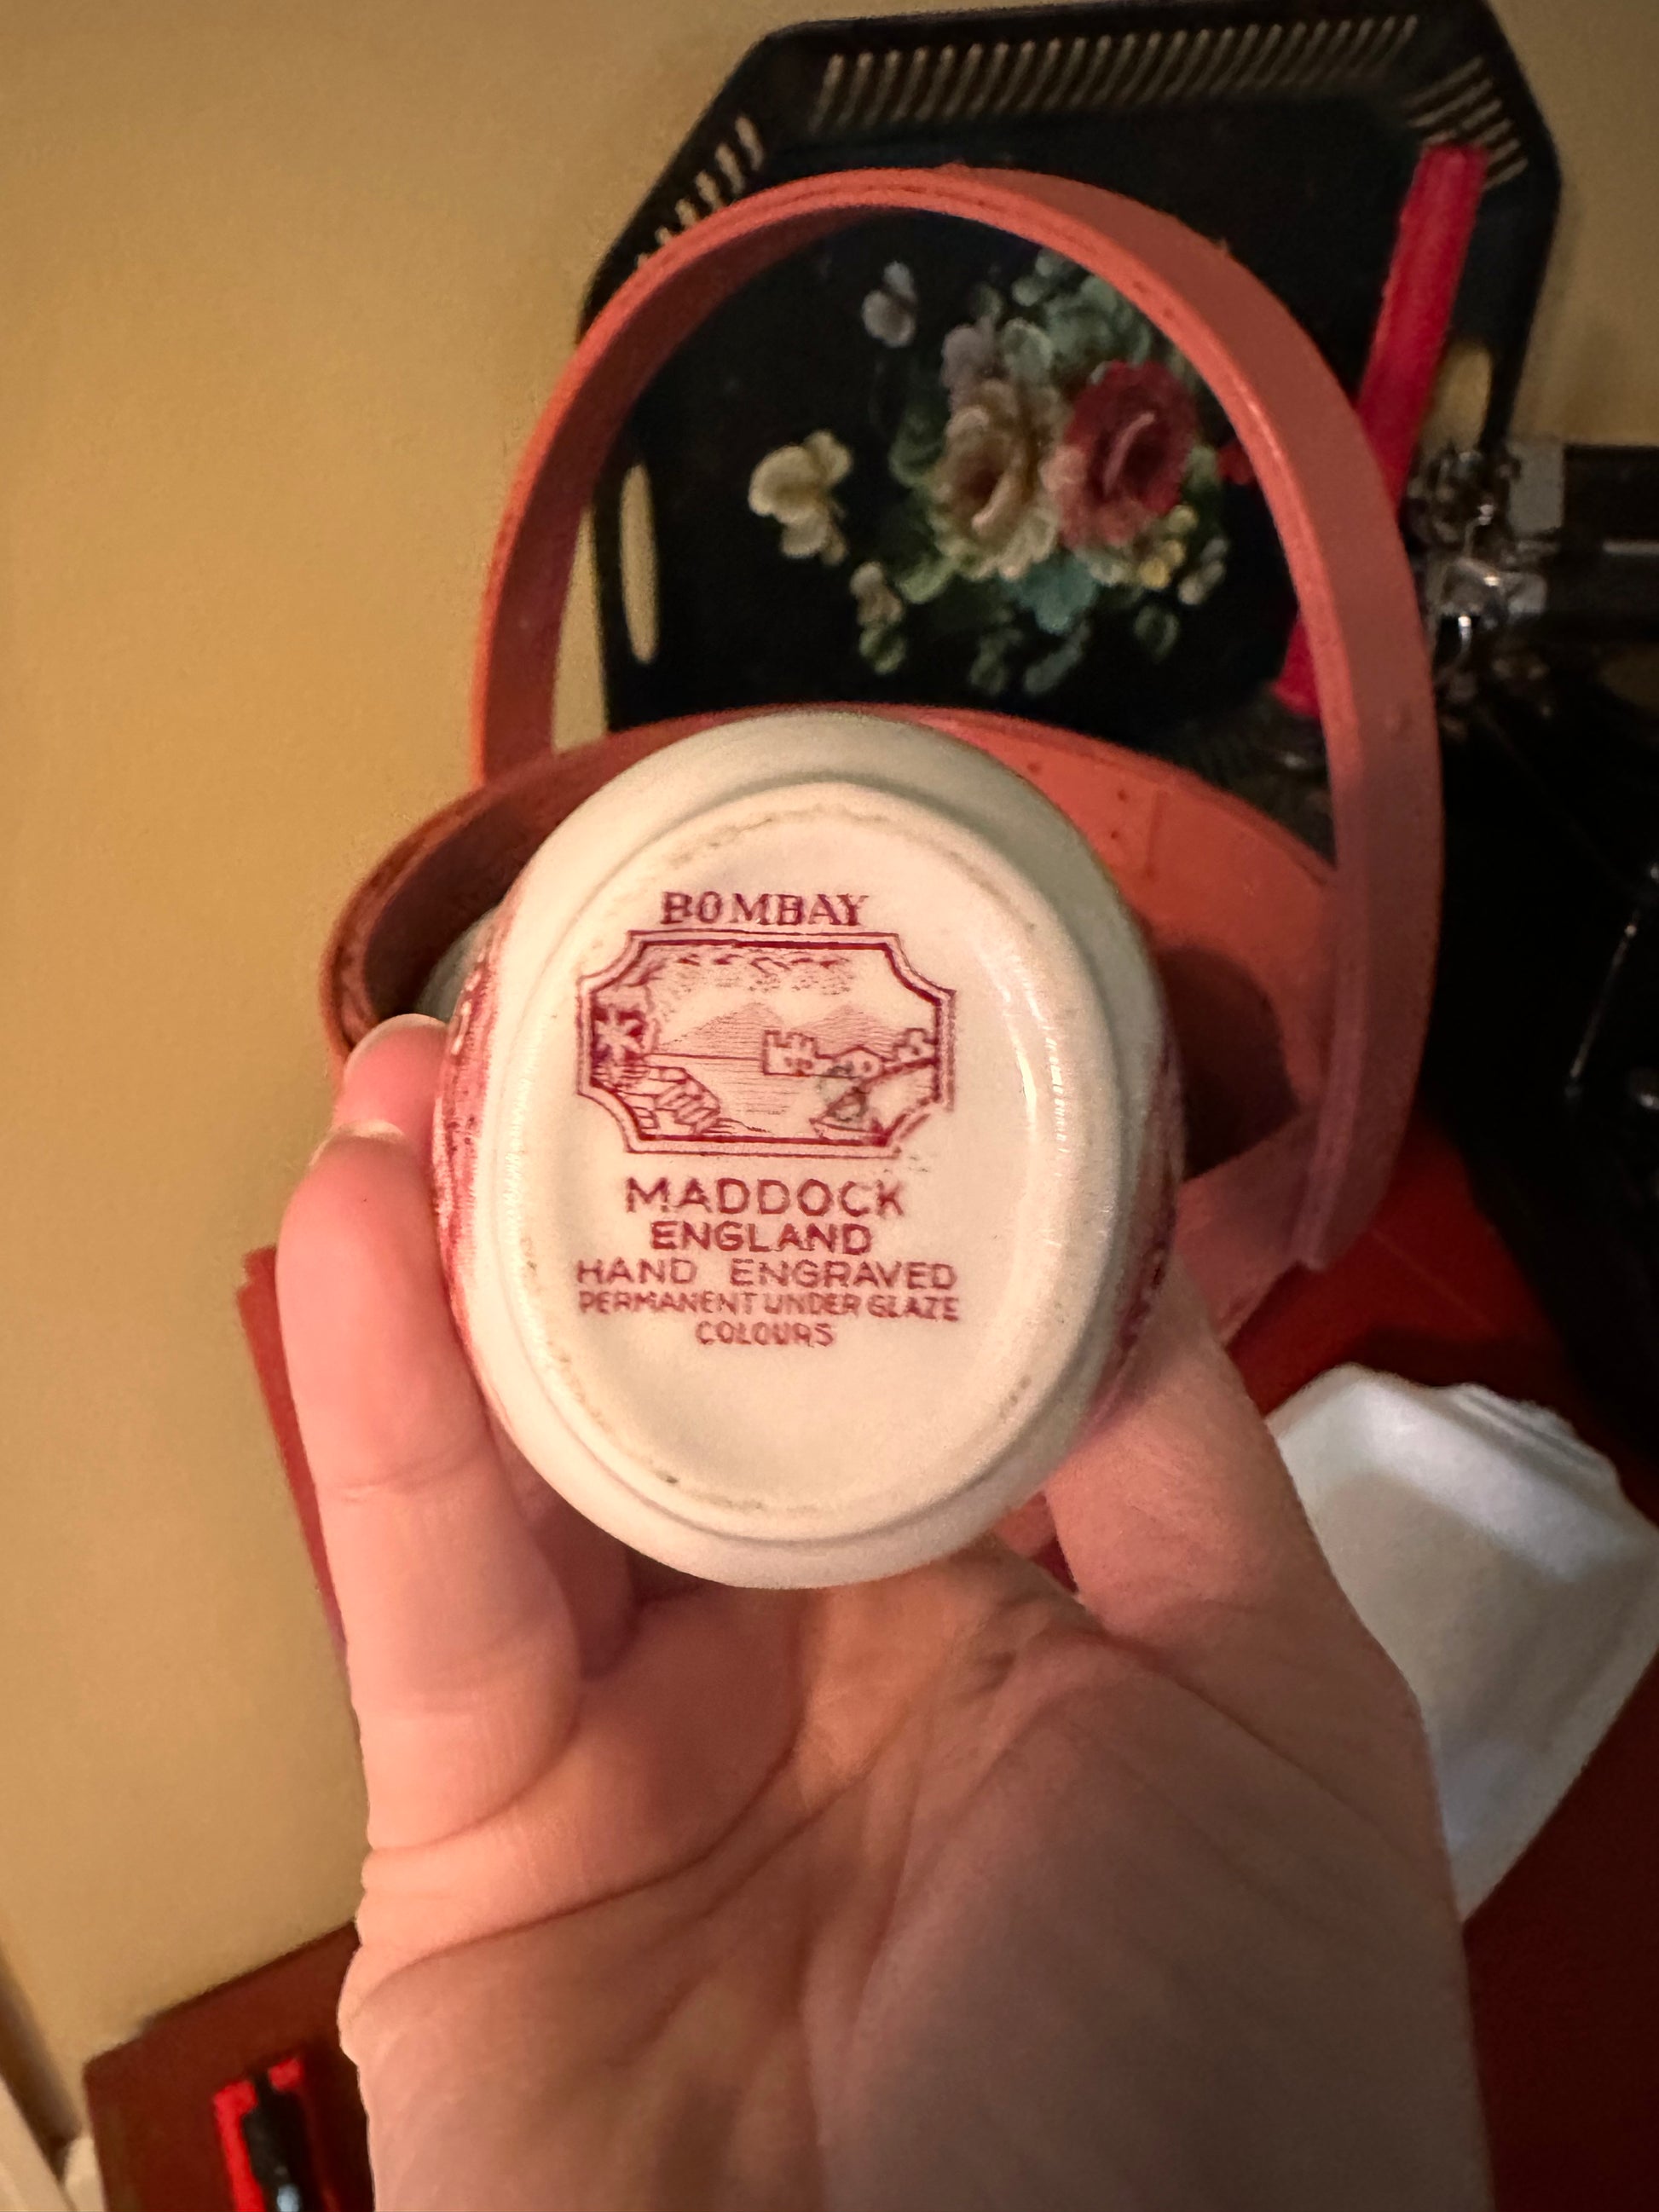 BOMBAY
MADDOCK
ENGLAND
HAND ENGRAVED
PERMANENT UNDER GLAZE
COLOURS